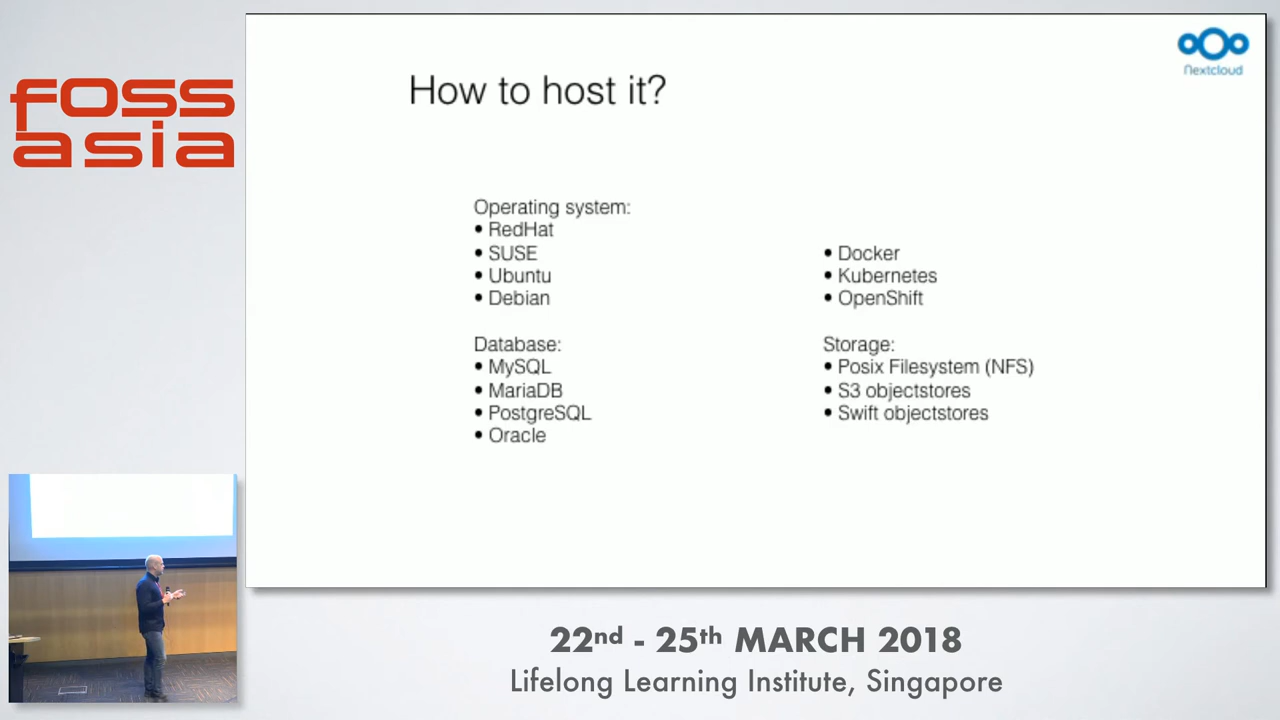 foss
asia
Nextcloud
How to host it?
Operating system:
• RedHat
• SUSE
• Ubuntu
• Debian
• Docker
• Kubernetes
• OpenShift
Database:
• MySQL
• MariaDB
• PostgreSQL
• Oracle
Storage:
• Posix Filesystem (NFS)
• S3 objectstores
• Swift objectstores
22nd - 25th MARCH 2018
Lifelong Learning Institute, Singapore